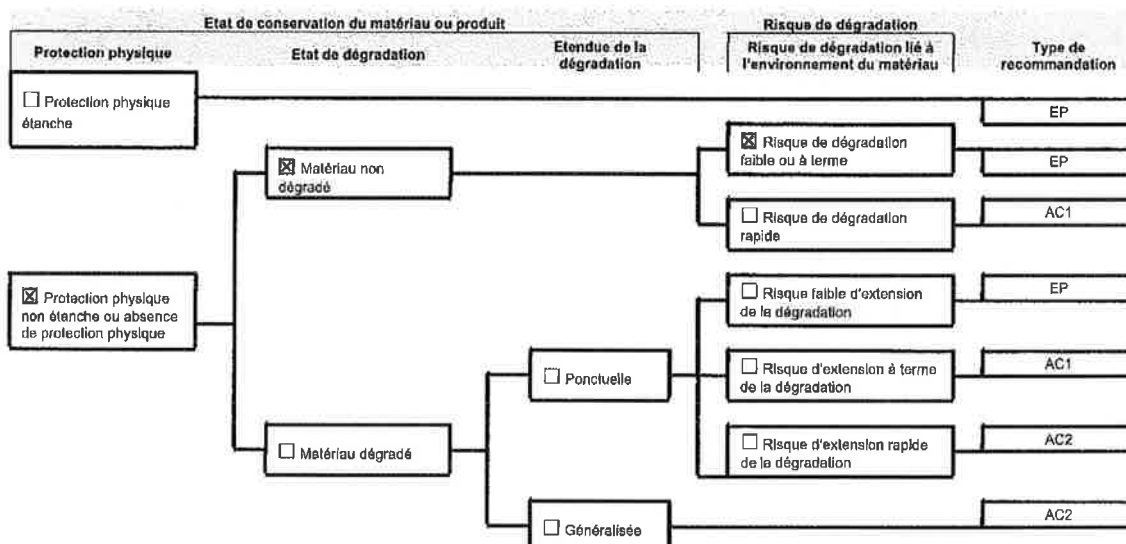 Etat de conservation du matériau ou produit
Risque de dégradation
Protection physique
Etat de dégradation
Etendue de la
dégradation
Risque de dégradation lié à
l'environnement du matériau
Type de
recommandation
☐ Protection physique
étanche
EP
☒ Matériau non
dégradé
☒ Risque de dégradation
faible ou à terme
EP
☐ Risque de dégradation
rapide
AC1
☒ Protection physique
non étanche ou absence
de protection physique
☐ Risque faible d'extension
de la dégradation
EP
☐ Ponctuelle
☐ Risque d'extension à terme
de la dégradation
AC1
☐ Matériau dégradé
☐ Risque d'extension rapide
de la dégradation
AC2
☐ Généralisée
AC2